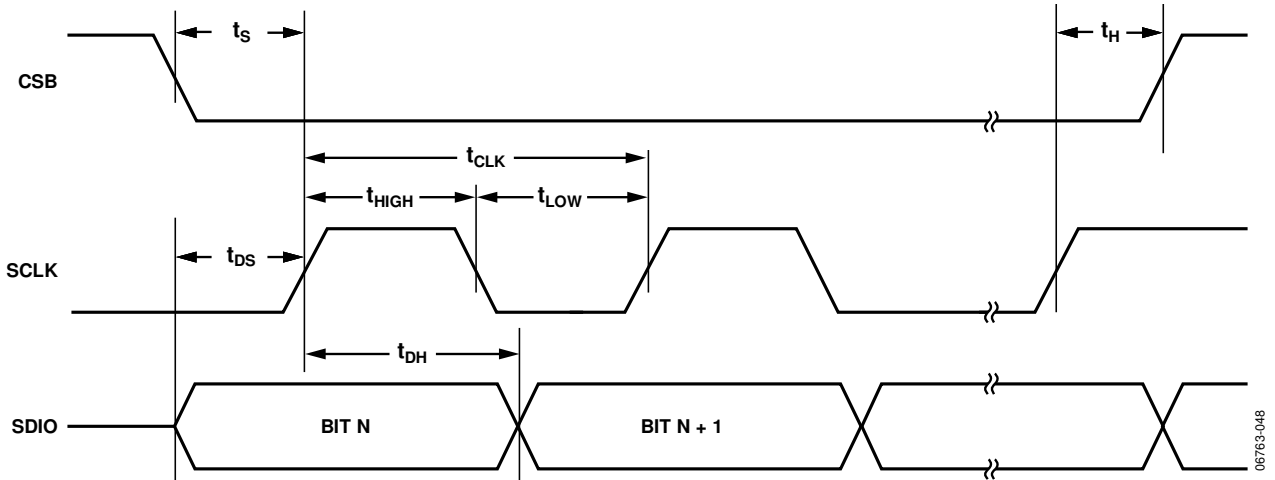 tS
tH
CSB
tCLK
tHIGH
tLOW
tDS
SCLK
tDH
SDIO
BIT N
BIT N + 1
06763-048